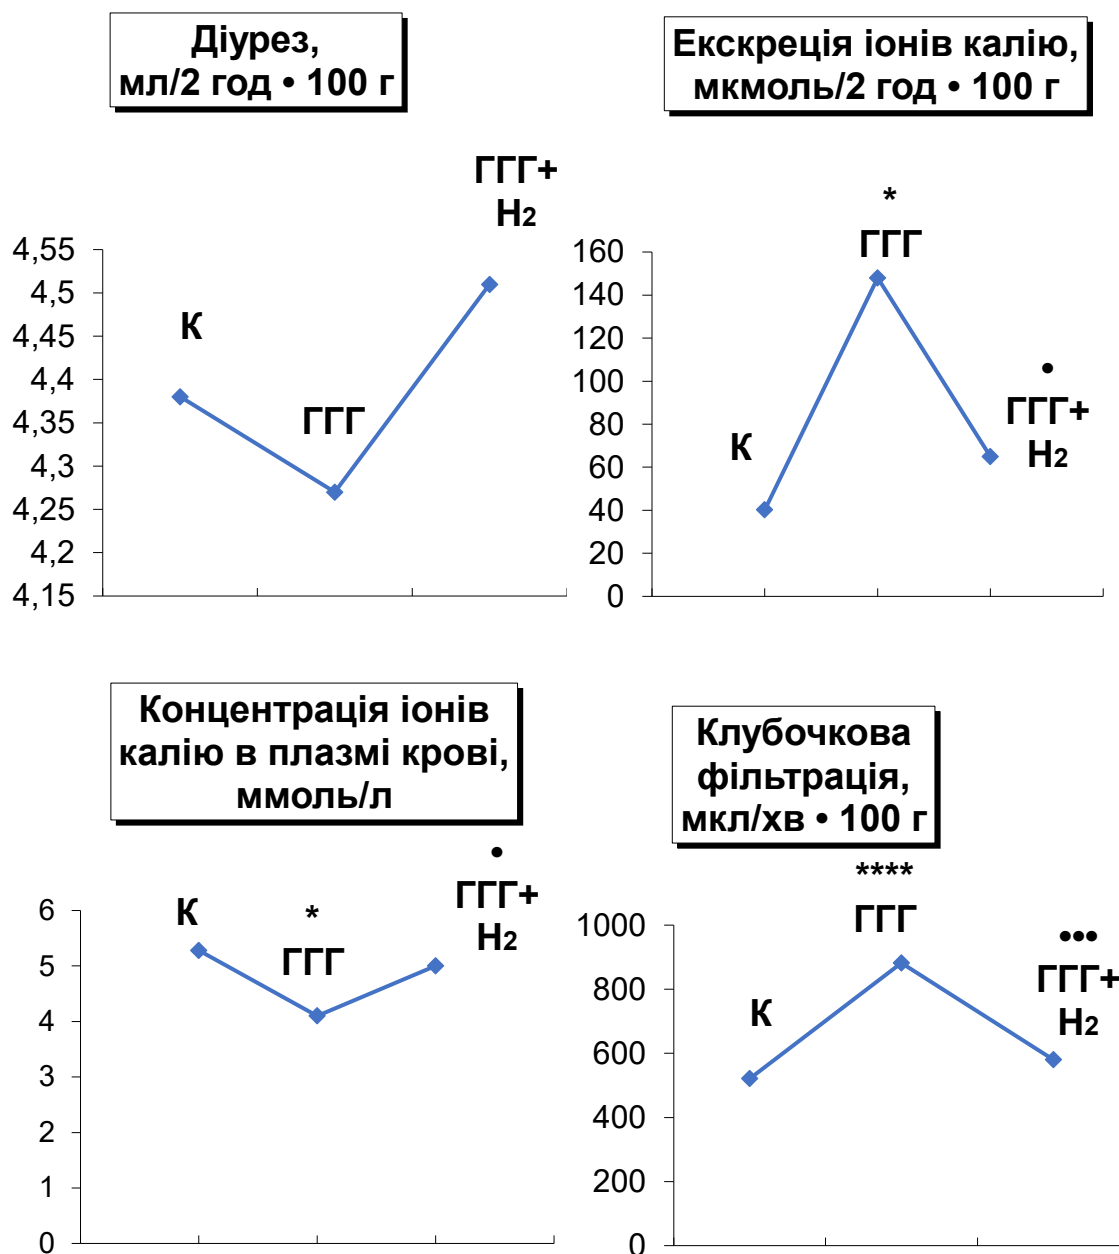 Діурез,
мл/2 год • 100 г
ГГГ+
Н2
К
ГГГ
4,55
4,5
4,45
4,4
4,35
4,3
4,25
4,2
4,15
Екскреція іонів калію,
мкмоль/2 год • 100 г
*
ГГГ
•
ГГГ+
Н2
К
160
140
120
100
80
60
40
20
0
Концентрація іонів
калію в плазмі крові,
ммоль/л
•
ГГГ+
Н2
К
*
ГГГ
6
5
4
3
2
1
0
Клубочкова
фільтрація,
мкл/хв • 100 г
****
ГГГ
•••
ГГГ+
Н2
К
1000
800
600
400
200
0